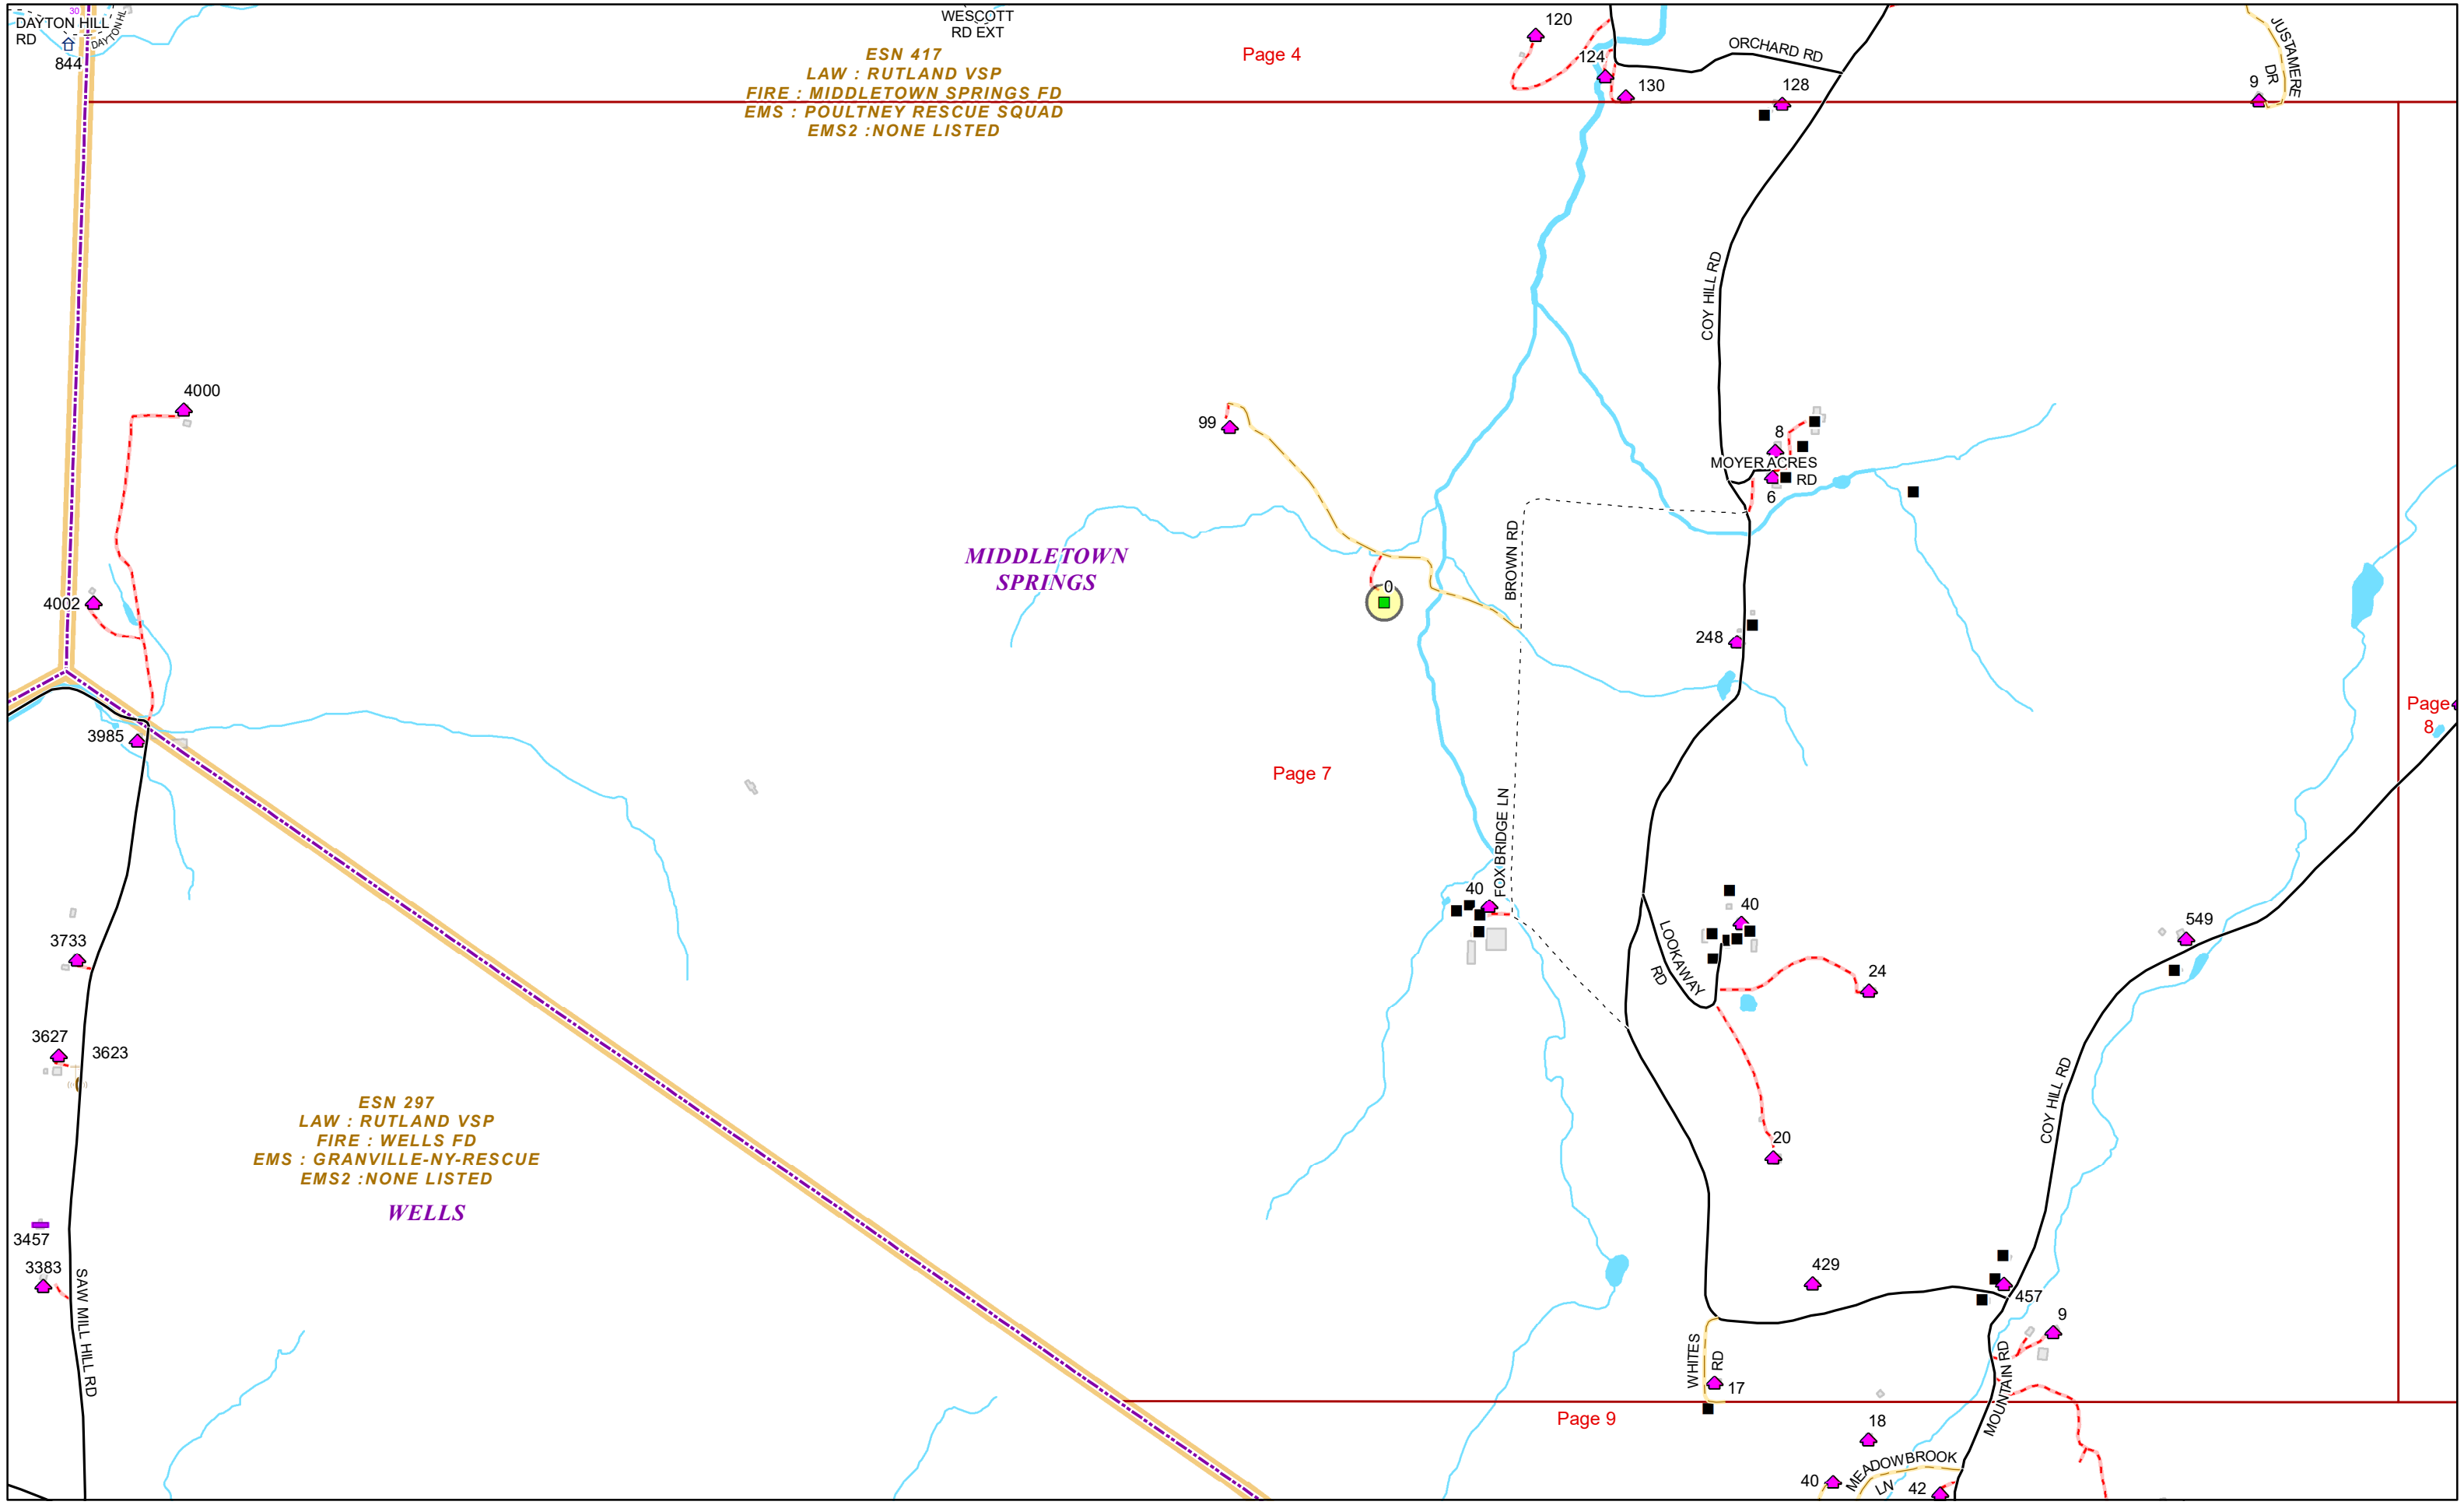 30
DAYTON HILL
RD
DAYTON HL
844
WESCOTT
RD EXT
ESN 417
LAW : RUTLAND VSP
FIRE : MIDDLETOWN SPRINGS FD
EMS : POULTNEY RESCUE SQUAD
EMS2 :NONE LISTED
Page 4
120
124
130
ORCHARD RD
128
JUSTAMERE
DR
9
COY HILL RD
4000
99
8
MOYER ACRES
RD
6
MIDDLETOWN
SPRINGS
BROWN RD
0
4002
248
Page
8
3985
Page 7
FOX BRIDGE LN
40
40
LOOKAWAY
RD
549
24
3733
3627
3623
COY HILL RD
ESN 297
LAW : RUTLAND VSP
FIRE : WELLS FD
EMS : GRANVILLE-NY-RESCUE
EMS2 :NONE LISTED
WELLS
20
3457
3383
SAW MILL HILL RD
429
457
9
WHITES
RD
17
MOUNTAIN RD
Page 9
18
MEADOWBROOK
LN
40
42